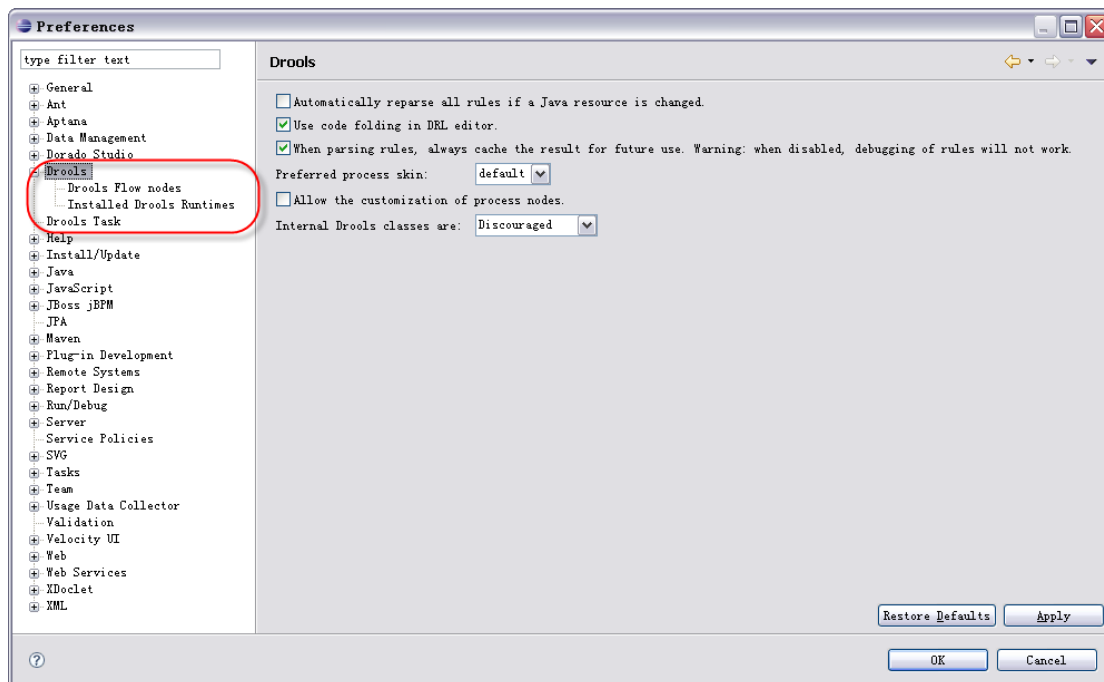 Preferences
type filter text
General
Ant
Aptana
Data Management
Dorado Studio
Drools
Drools Flow nodes
Installed Drools Runtimes
Drools Task
Help
Install/Update
Java
JavaScript
JBoss jBPM
JPA
Maven
Plug-in Development
Remote Systems
Report Design
Run/Debug
Server
Service Policies
SVG
Tasks
Team
Usage Data Collector
Validation
Velocity UI
Web
Web Services
XDoclet
XML
Drools
Automatically reparse all rules if a Java resource is changed.
Use code folding in DRL editor.
When parsing rules, always cache the result for future use. Warning: when disabled, debugging of rules will not work.
Preferred process skin: default
Allow the customization of process nodes.
Internal Drools classes are: Discouraged
Restore Defaults Apply
? OK Cancel